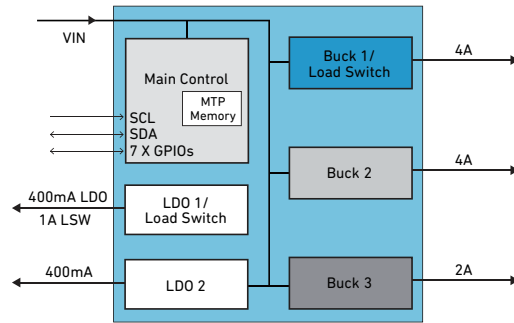 VIN
Main Control
MTP
Memory
SCL
SDA
7 X GPIOs
Buck 1/
Load Switch
4A
Buck 2
4A
400mA LDO
1A LSW
LDO 1/
Load Switch
400mA
LDO 2
Buck 3
2A